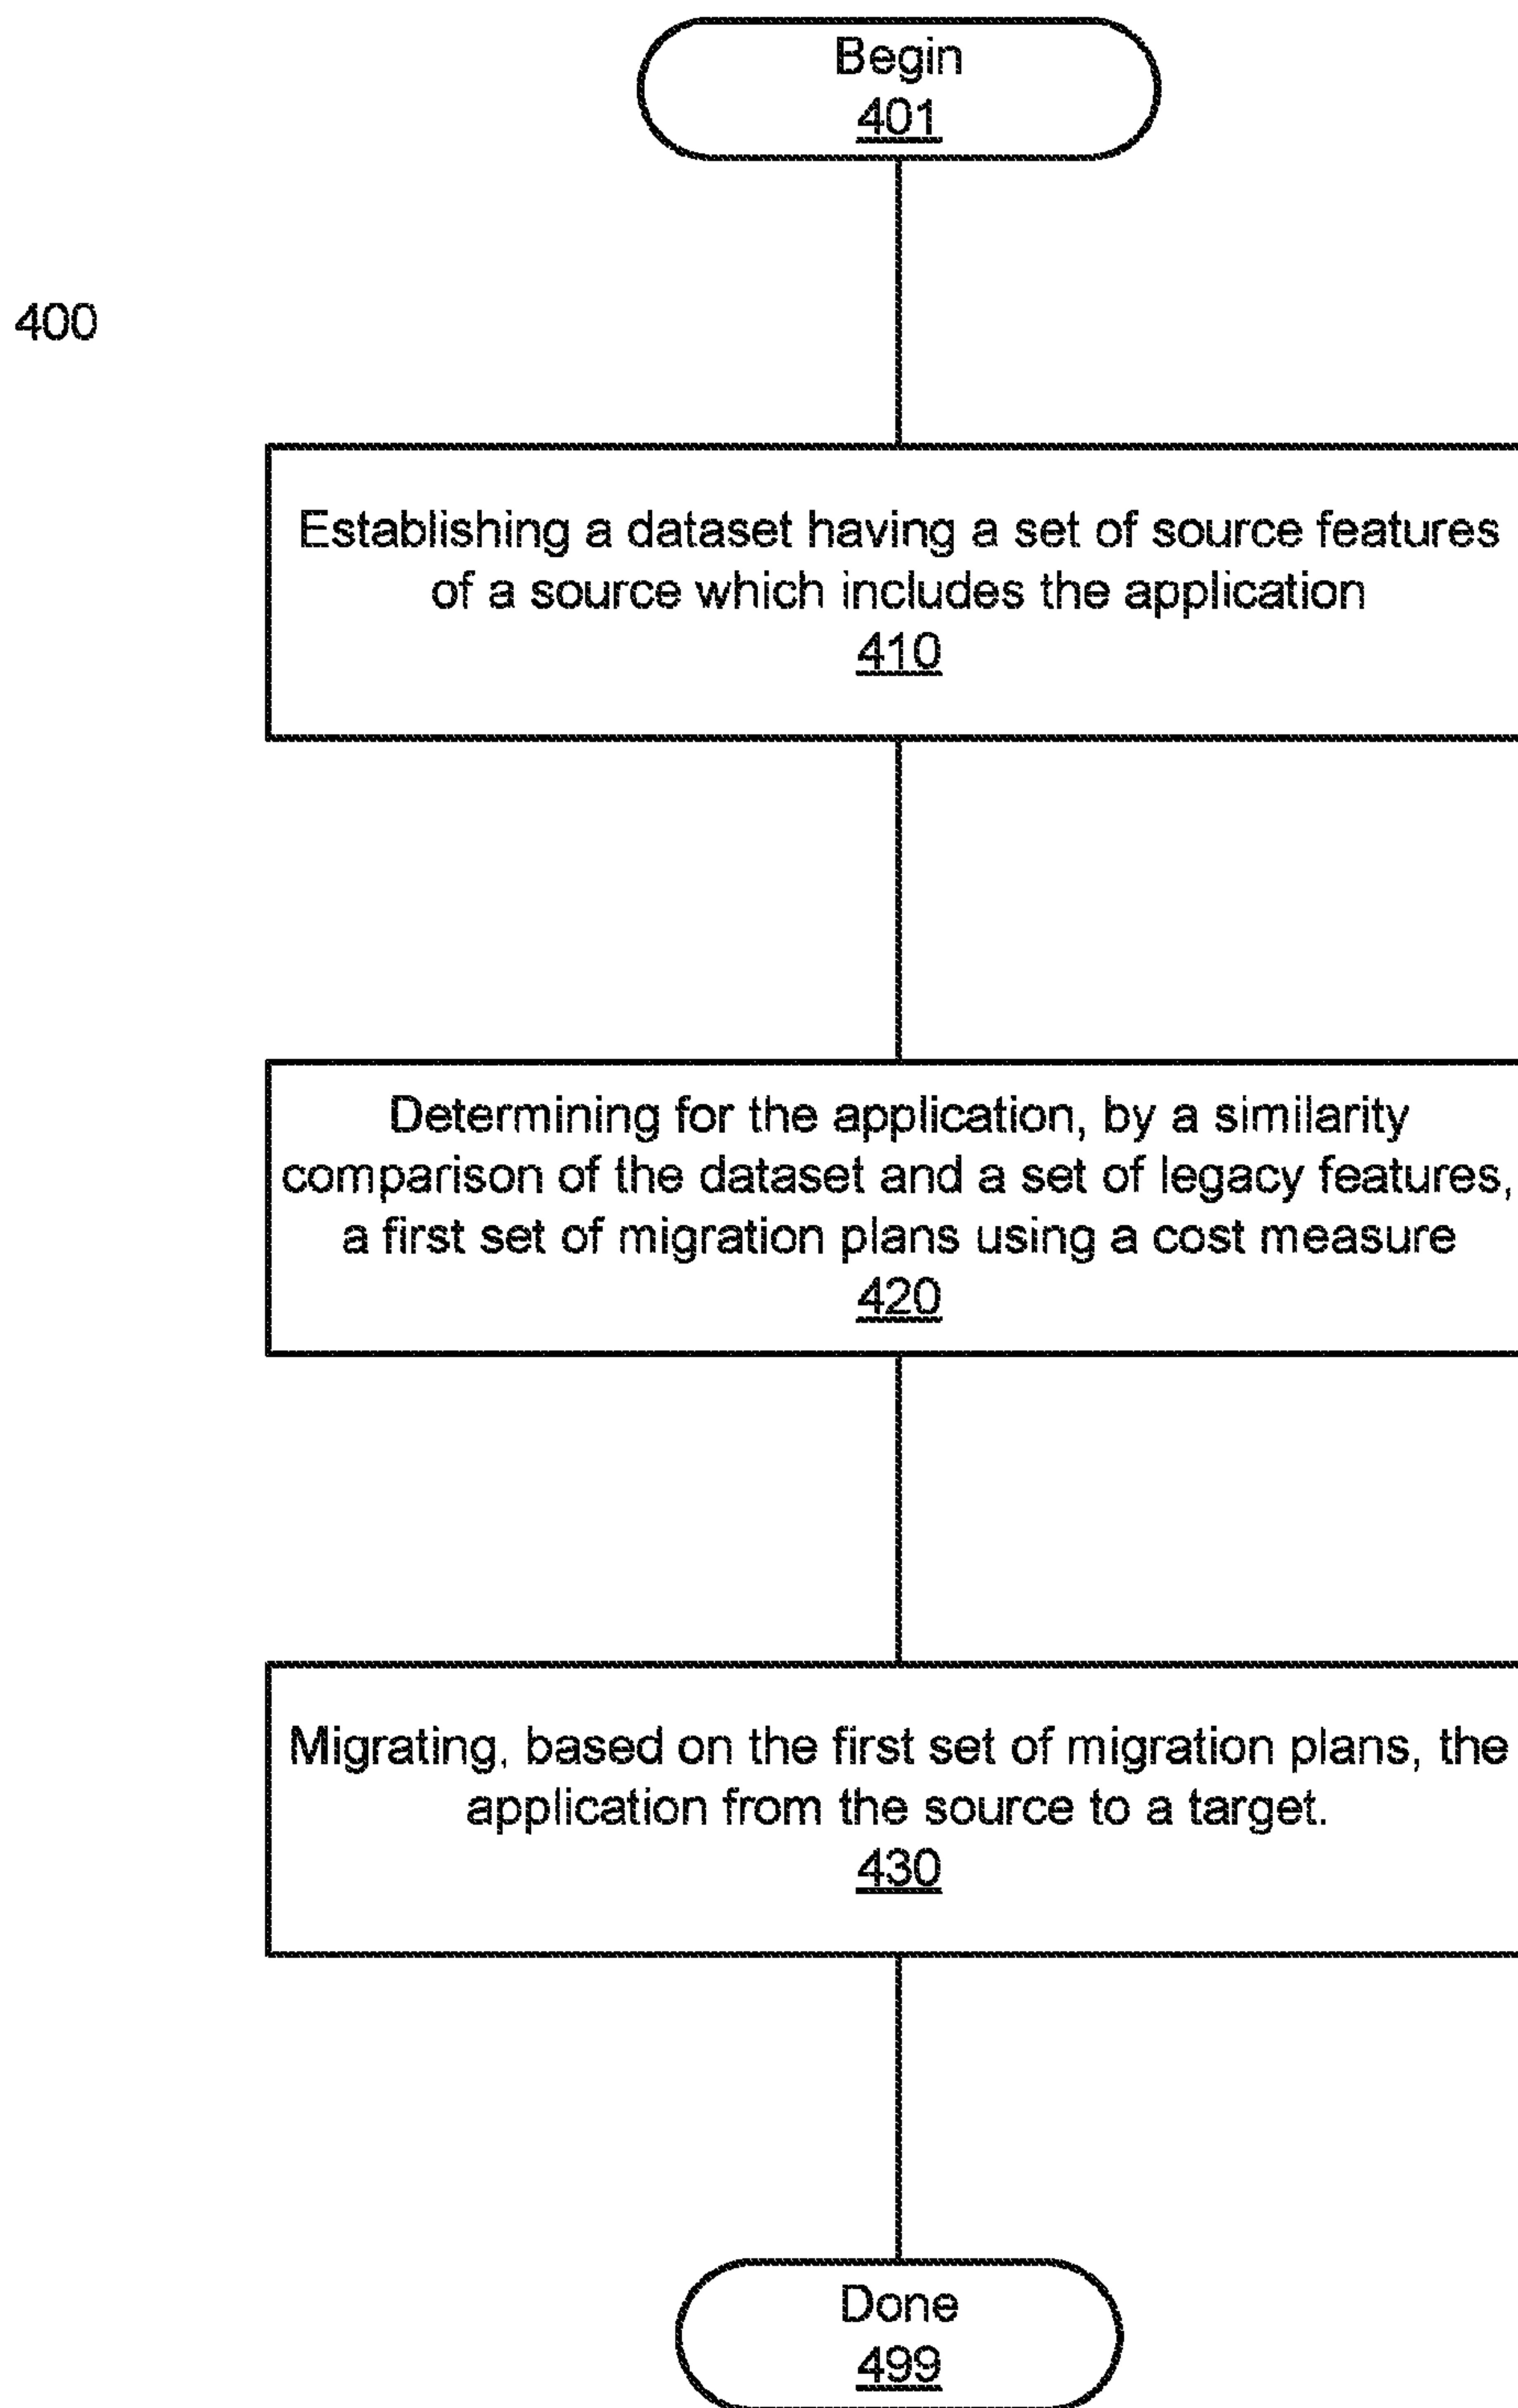 Begin
401
400
Establishing a dataset having a set of source features
of a source which includes the application
410
Determining for the application, by a similarity
comparison of the dataset and a set of legacy features,
a first set of migration plans using a cost measure
420
Migrating, based on the first set of migration plans, the
application from the source to a target.
430
Done
499